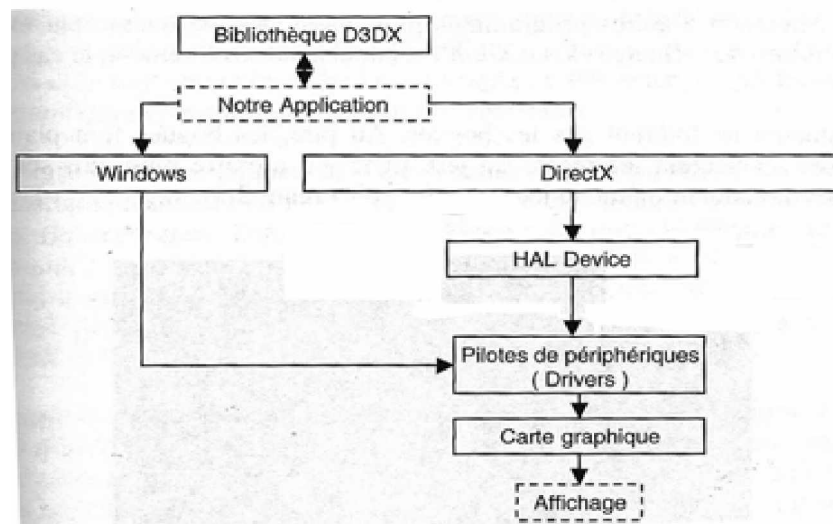 Bibliothèque D3DX
Notre Application
Windows
DirectX
HAL Device
Pilotes de périphériques
( Drivers )
Carte graphique
Affichage